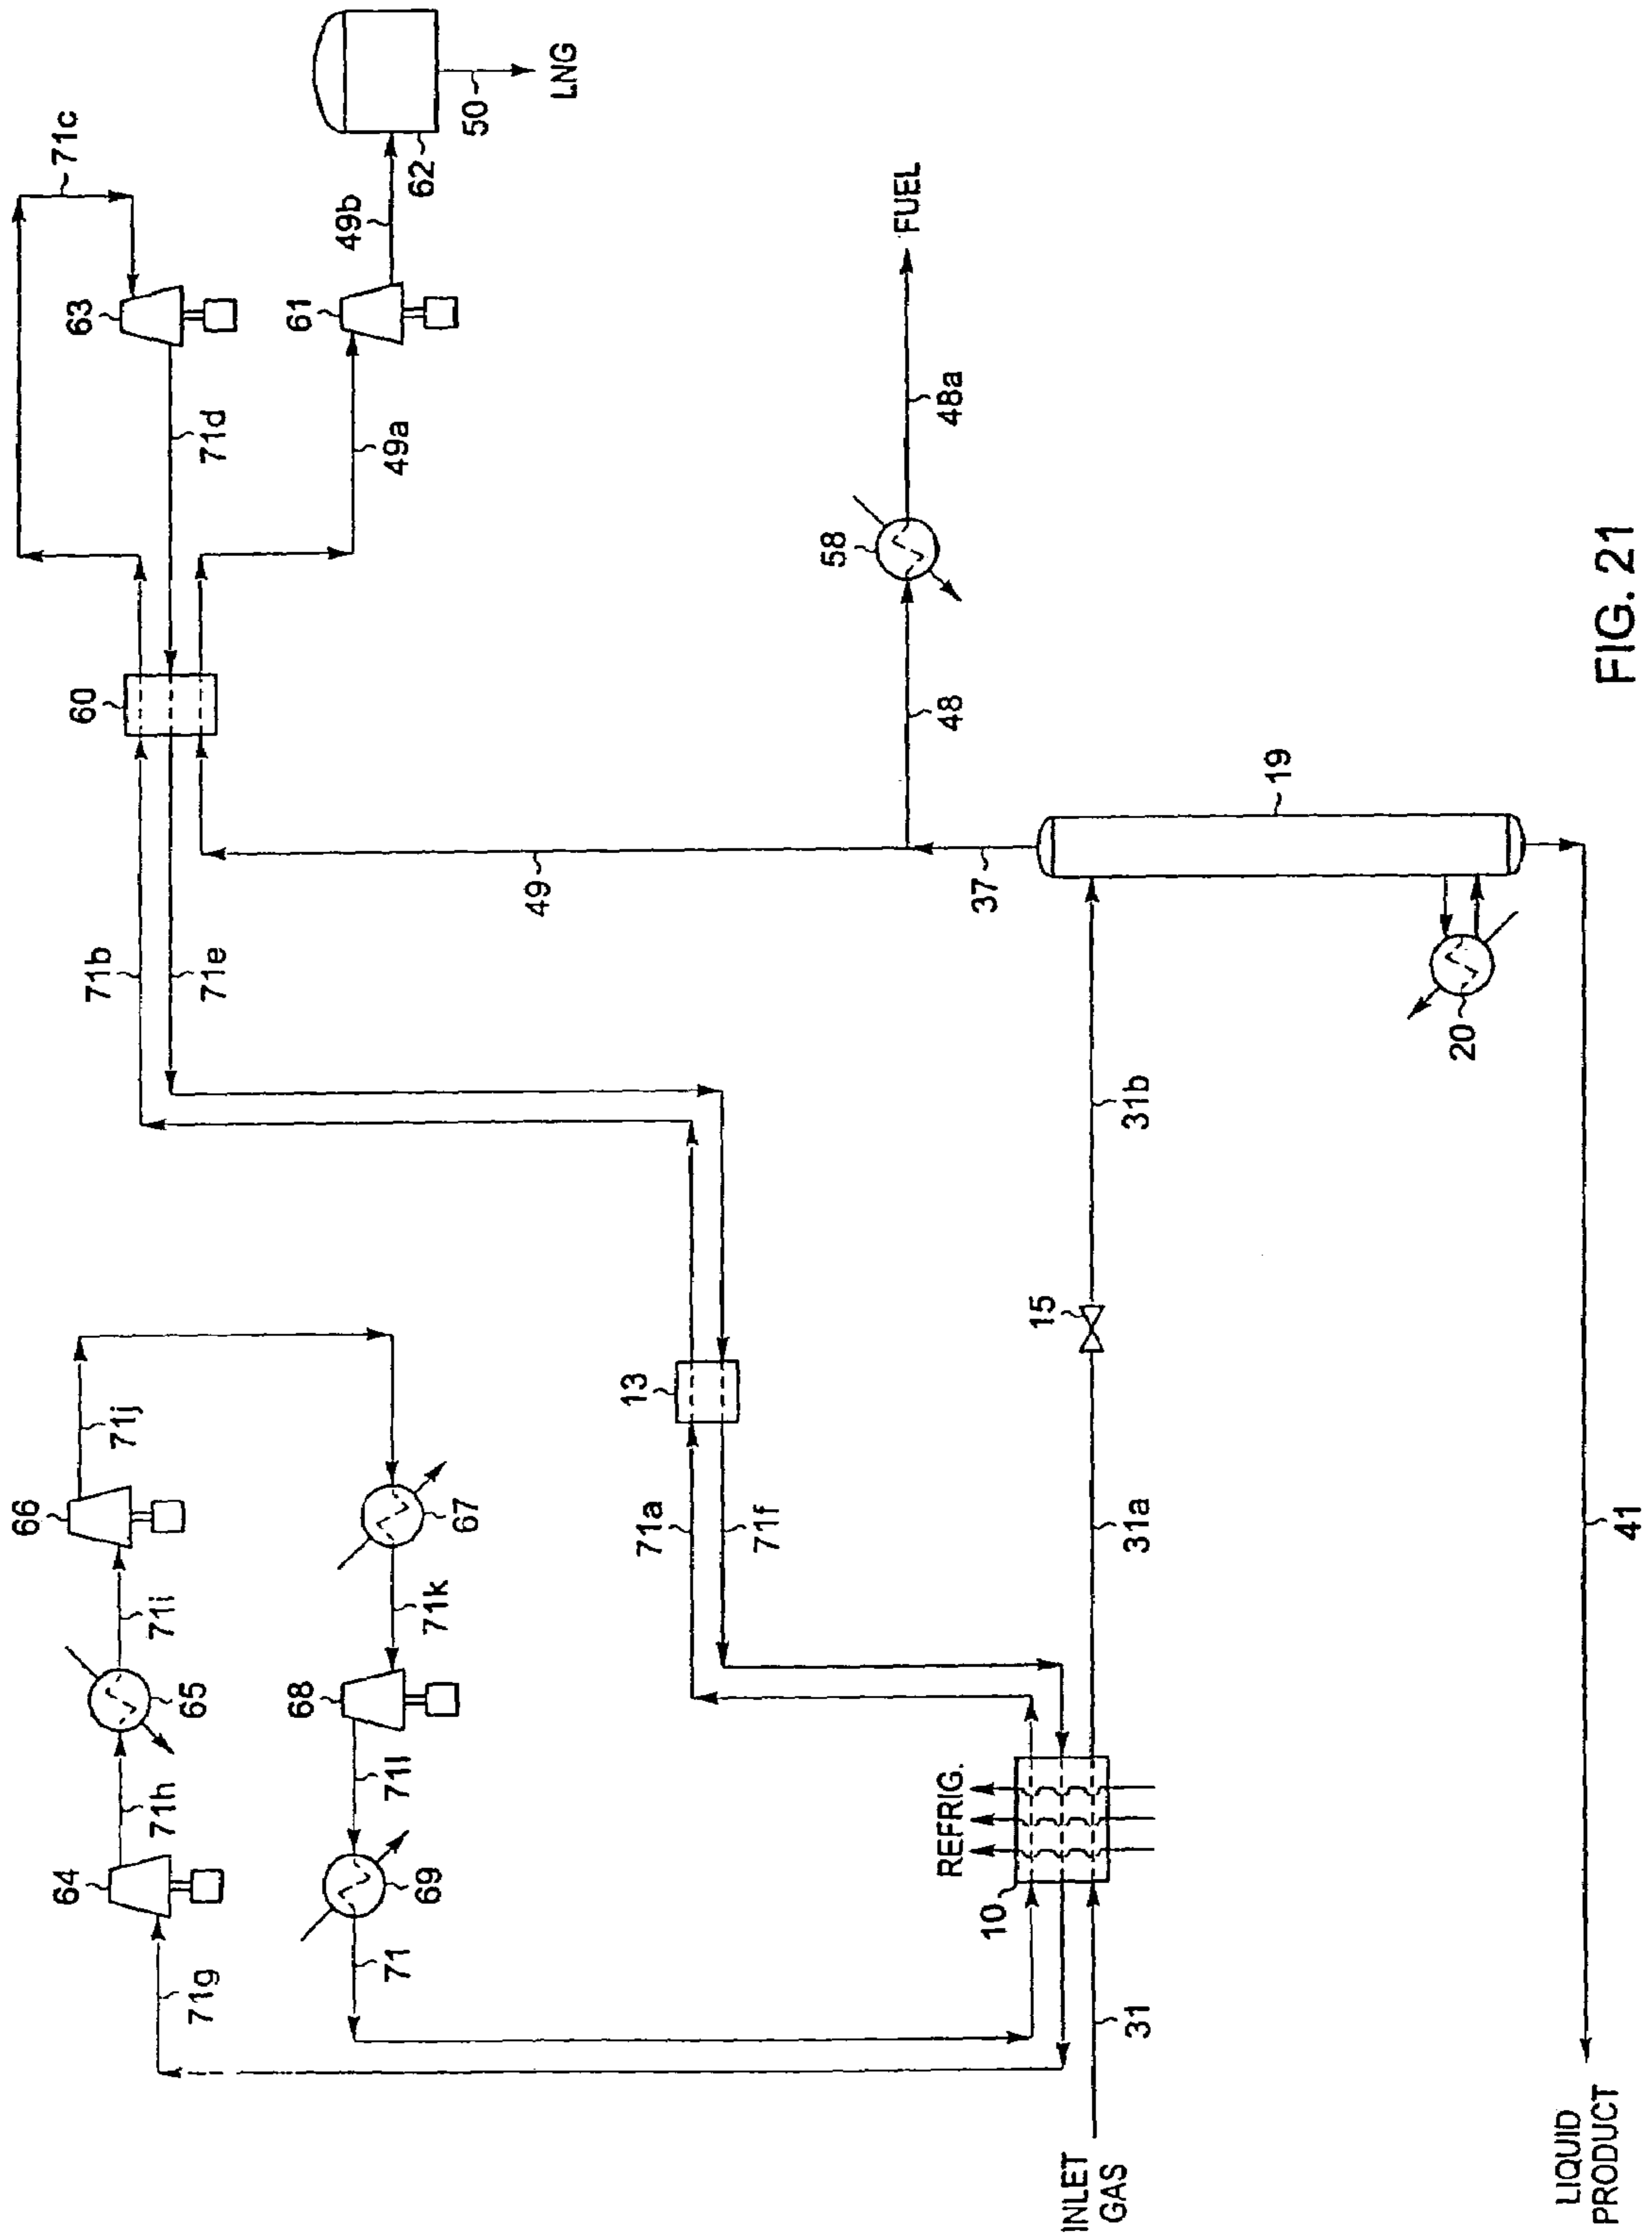 66
71j
71i
65
71h
64
71g
67
71k
68
71l
69
71
71c
63
71d
60
71b
71e
61
49b
62
50
LNG
49a
49
13
71a
71f
58
48
48a
FUEL
37
19
20
REFRIG.
10
31
INLET
GAS
31a
15
31b
41
LIQUID
PRODUCT
FIG. 21